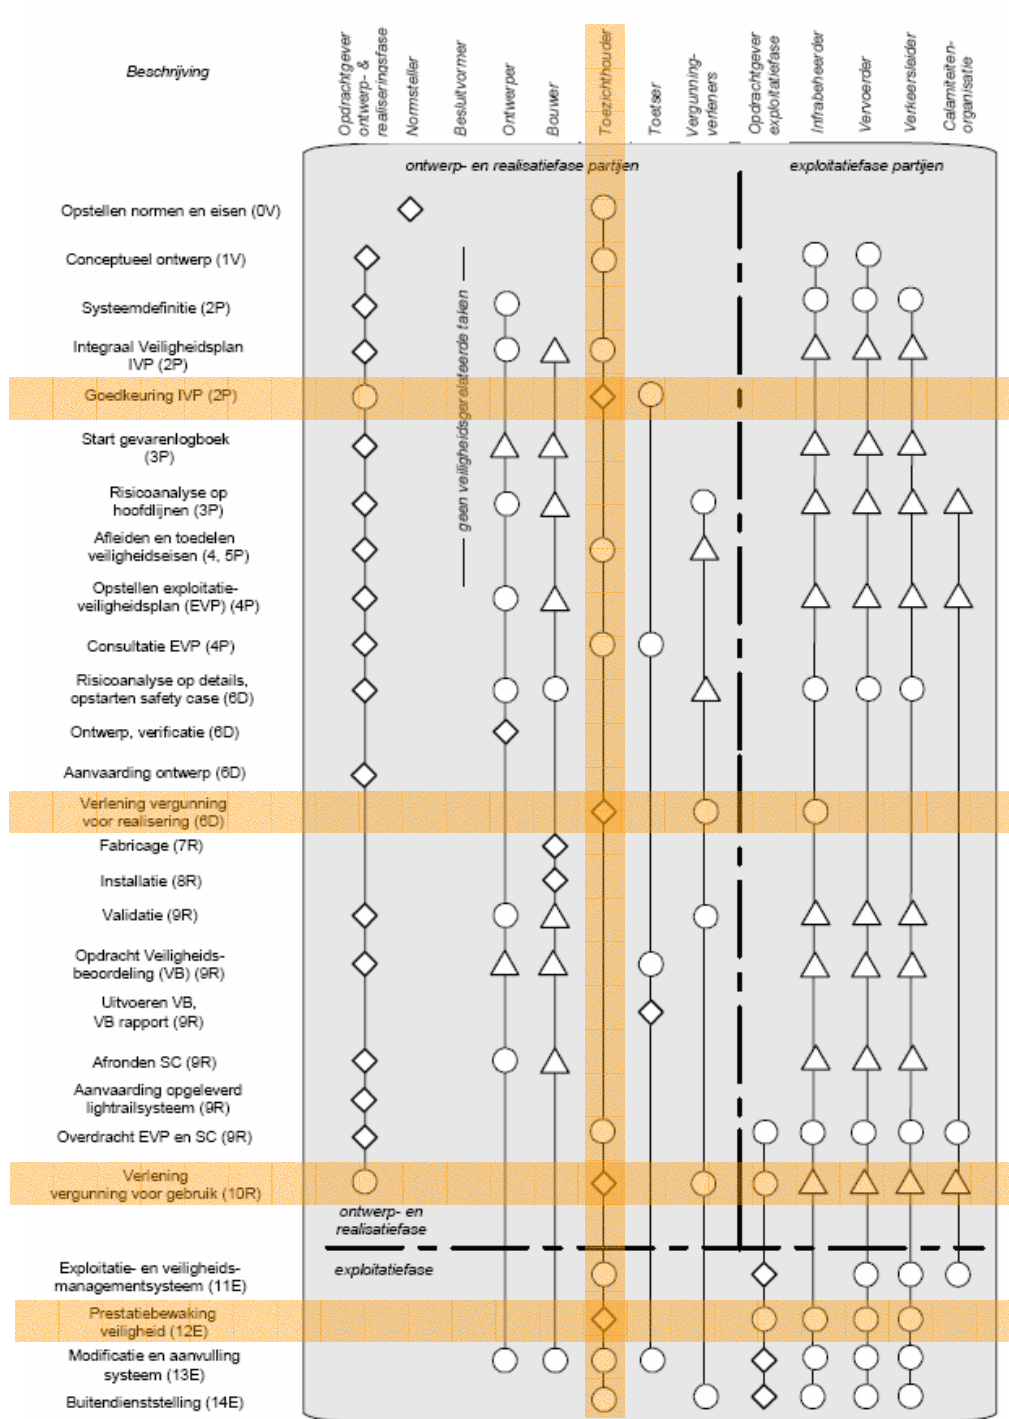 Beschrijving
Opdrachtgever
ontwerp- &
realiseringsfase
Normsteller
Besluitvormer
Ontwerper
Bouwer
Toezichthouder
Toetser
Vergunning-
verleners
Opdrachtgever
exploitatiefase
Infrabeheerder
Vervoerder
Verkeersleider
Calamiteiten-
organisatie
ontwerp- en realisatiefase partijen
exploitatiefase partijen
Opstellen normen en eisen (0V)
Conceptueel ontwerp (1V)
Systeemdefinitie (2P)
Integraal Veiligheidsplan
IVP (2P)
Goedkeuring IVP (2P)
Start gevarenlogboek
(3P)
Risicoanalyse op
hoofdlijnen (3P)
Afleiden en toedelen
veiligheidseisen (4, 5P)
Opstellen exploitatie-
veiligheidsplan (EVP) (4P)
Consultatie EVP (4P)
Risicoanalyse op details,
opstarten safety case (6D)
Ontwerp, verificatie (6D)
Aanvaarding ontwerp (6D)
Verlening vergunning
voor realisering (6D)
Fabricage (7R)
Installatie (8R)
Validatie (9R)
Opdracht Veiligheids-
beoordeling (VB) (9R)
Uitvoeren VB,
VB rapport (9R)
Afronden SC (9R)
Aanvaarding opgeleverd
lightrailsysteem (9R)
Overdracht EVP en SC (9R)
Verlening
vergunning voor gebruik (10R)
geen veiligheidsgerelateerde taken
ontwerp- en
realisatiefase
exploitatiefase
Exploitatie- en veiligheids-
managementsysteem (11E)
Prestatiebewaking
veiligheid (12E)
Modificatie en aanvulling
systeem (13E)
Buitendienststelling (14E)